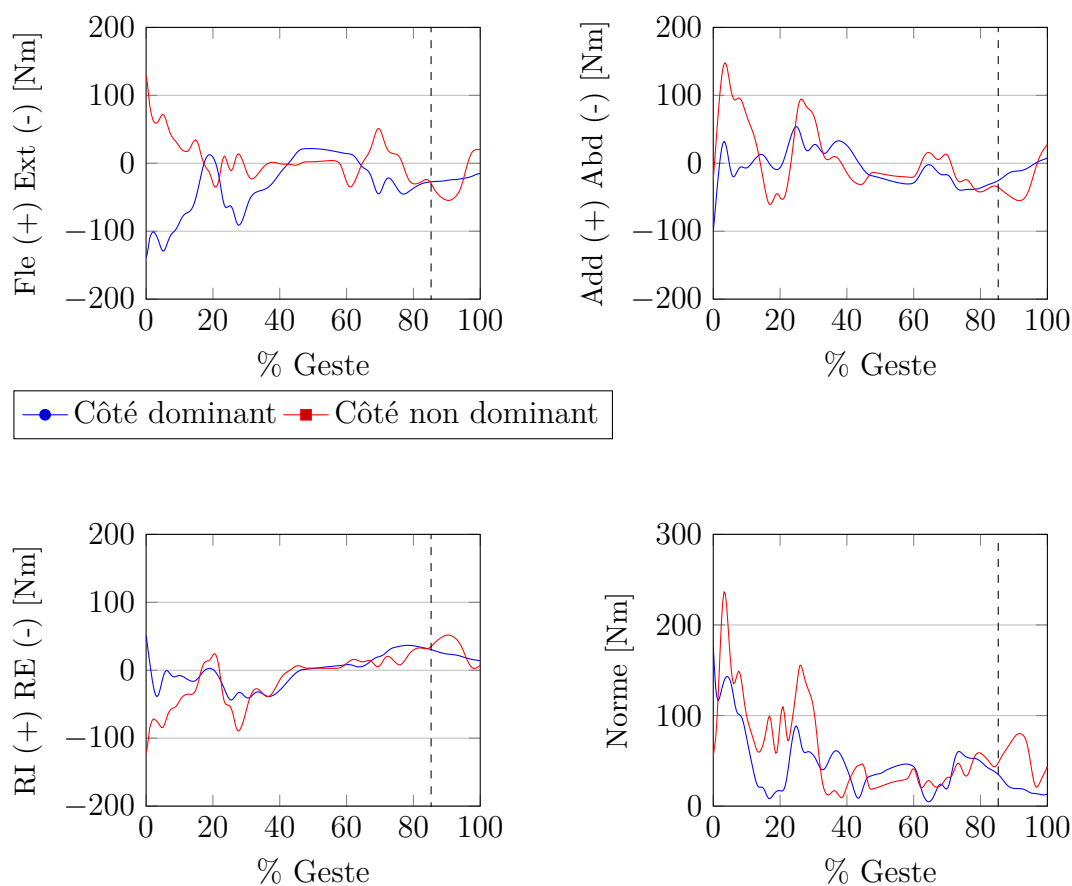 200
100
0
−100
−200
Fle (+) Ext (-) [Nm]
0 20 40 60 80 100
% Geste
200
100
0
−100
−200
Add (+) Abd (-) [Nm]
0 20 40 60 80 100
% Geste
Côté dominant Côté non dominant
200
100
0
−100
−200
RI (+) RE (-) [Nm]
0 20 40 60 80 100
% Geste
300
200
100
0
Norme [Nm]
0 20 40 60 80 100
% Geste